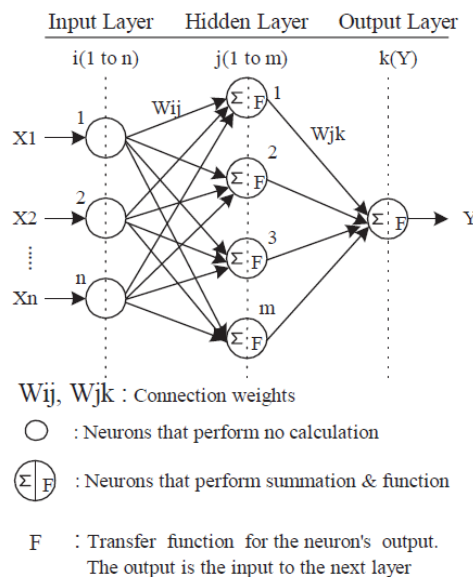 Input Layer Hidden Layer Output Layer
i(1 to n) j(1 to m) k(Y)
1 Wij Σ F 1
X1 Wjk
2 Σ F 2
X2 Σ F Y
n Σ F 3
Xn
Σ F m
Wij, Wjk : Connection weights
: Neurons that perform no calculation
Σ F : Neurons that perform summation & function
F : Transfer function for the neuron's output.
The output is the input to the next layer